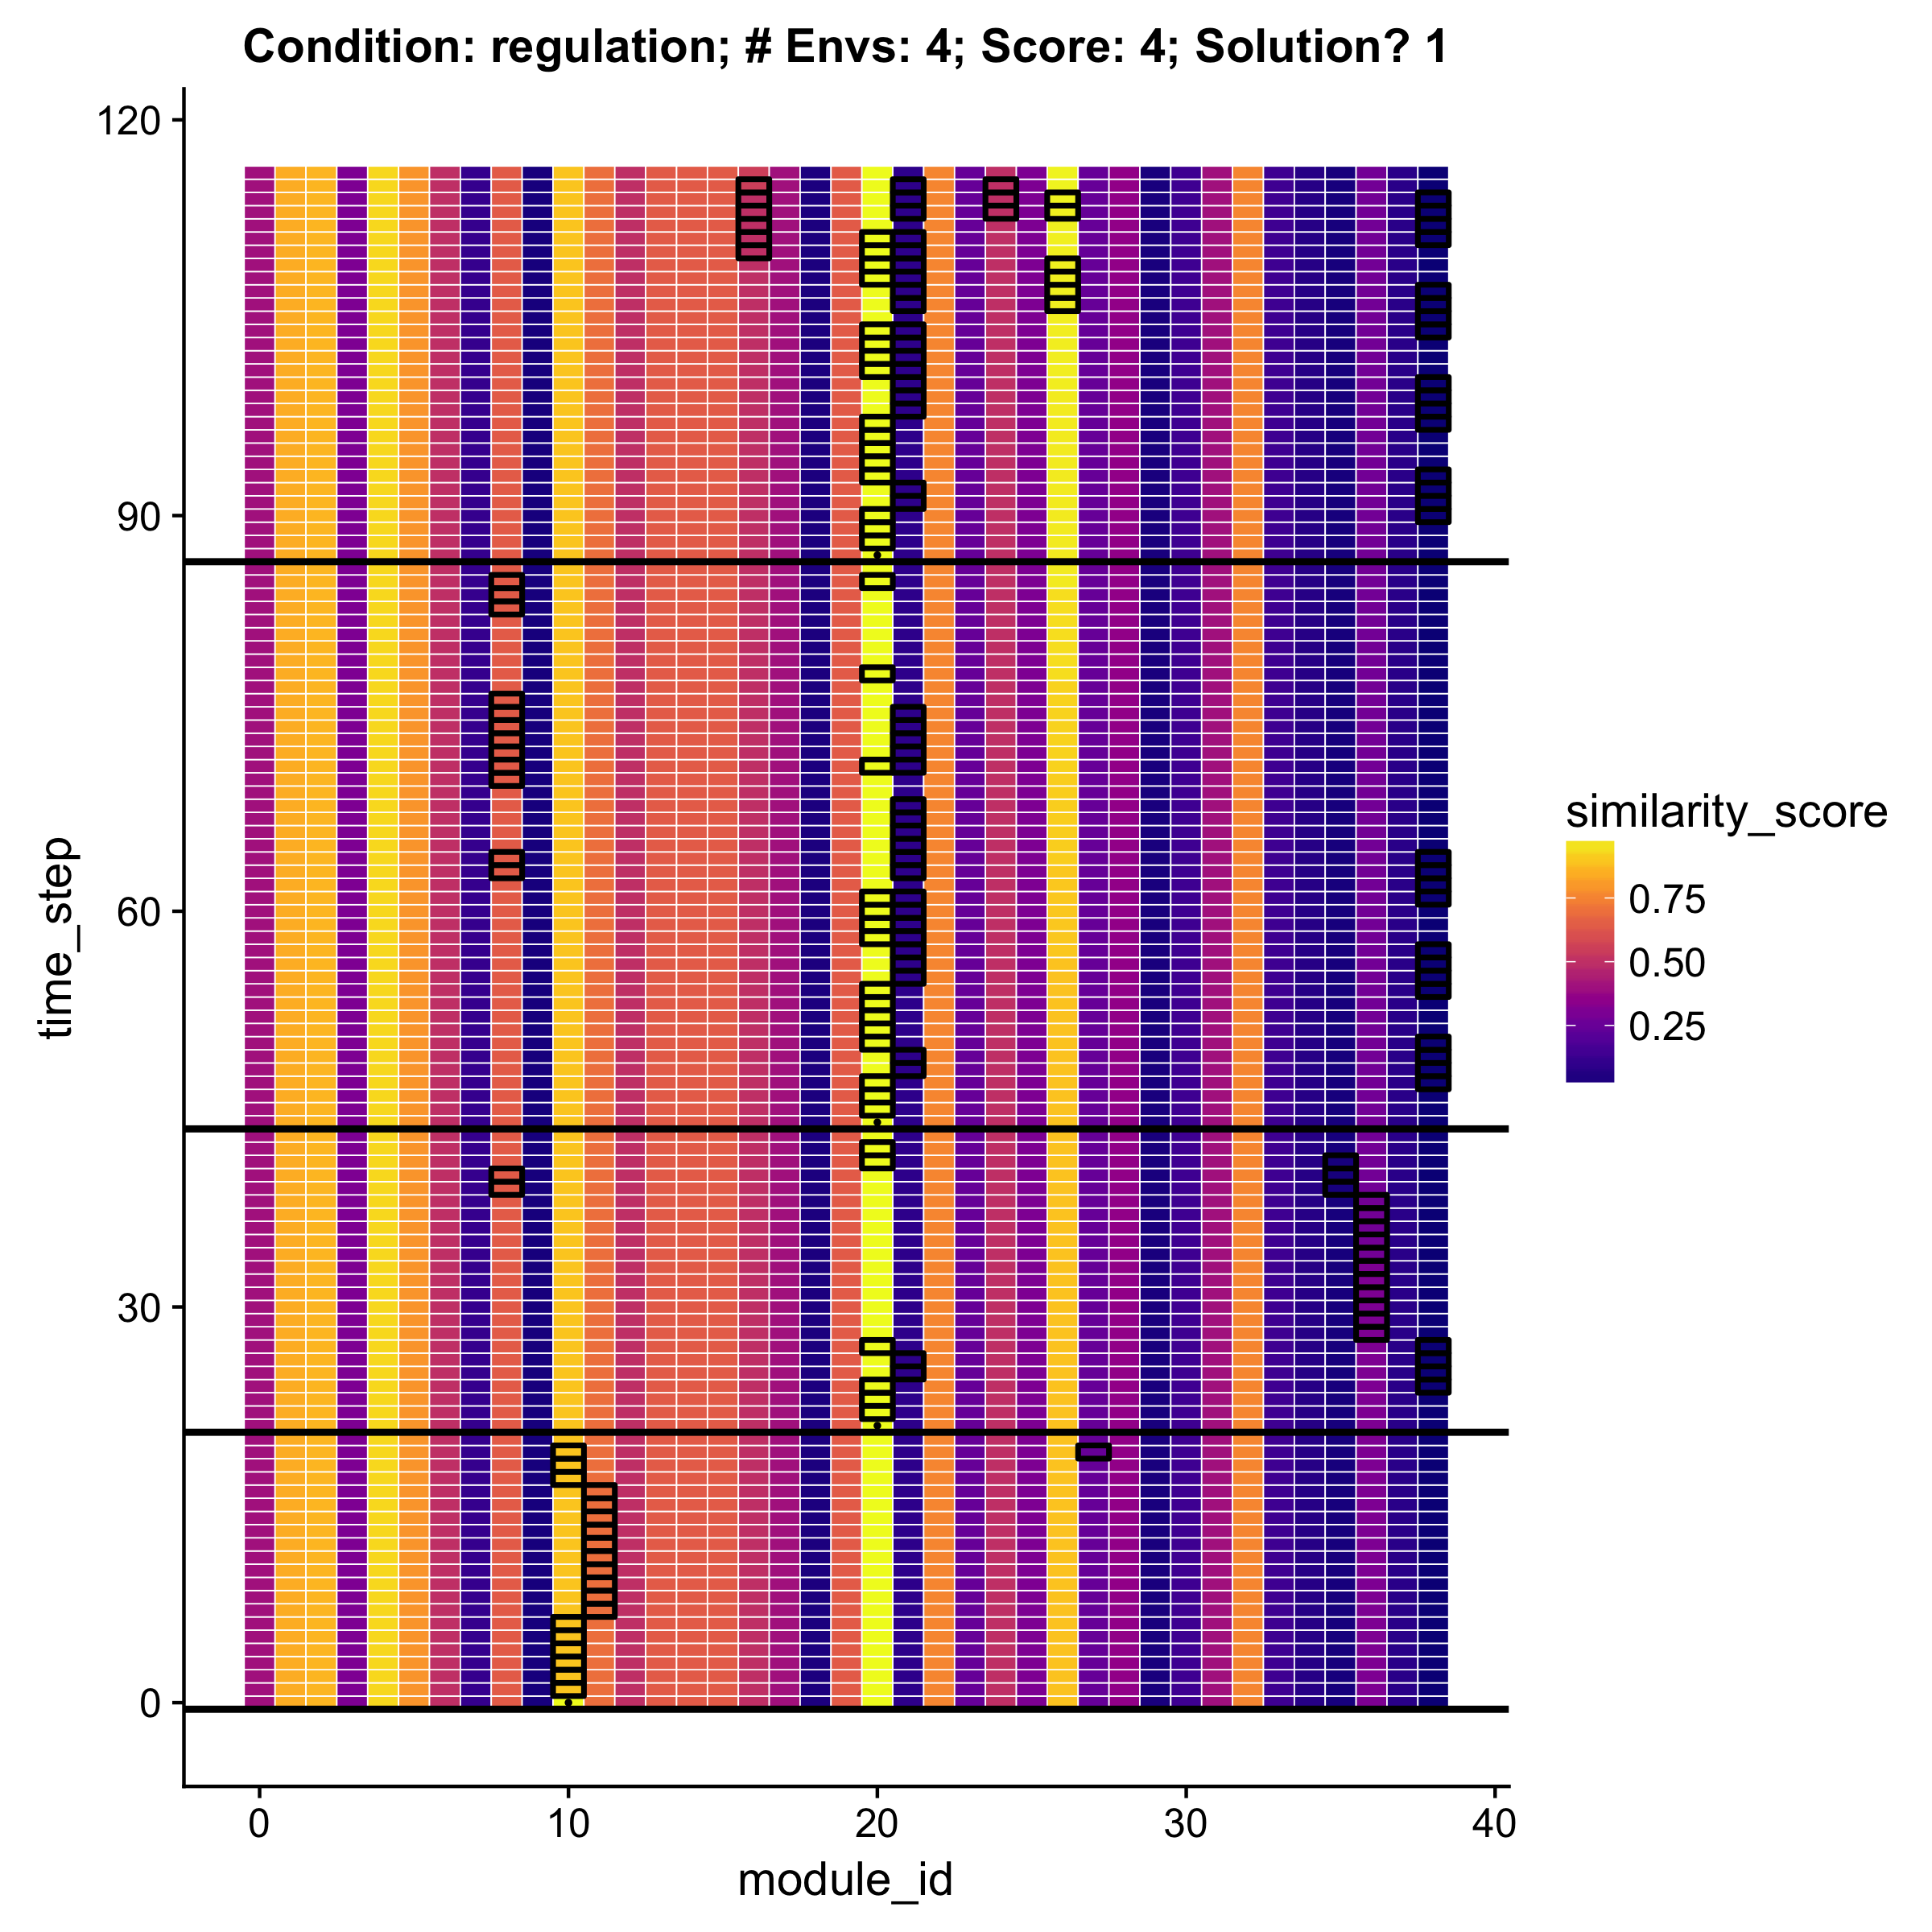 Condition: regulation; # Envs: 4; Score: 4; Solution? 1
120
90
60
30
0
time_step
0 10 20 30 40
module_id
similarity_score
0.75
0.50
0.25